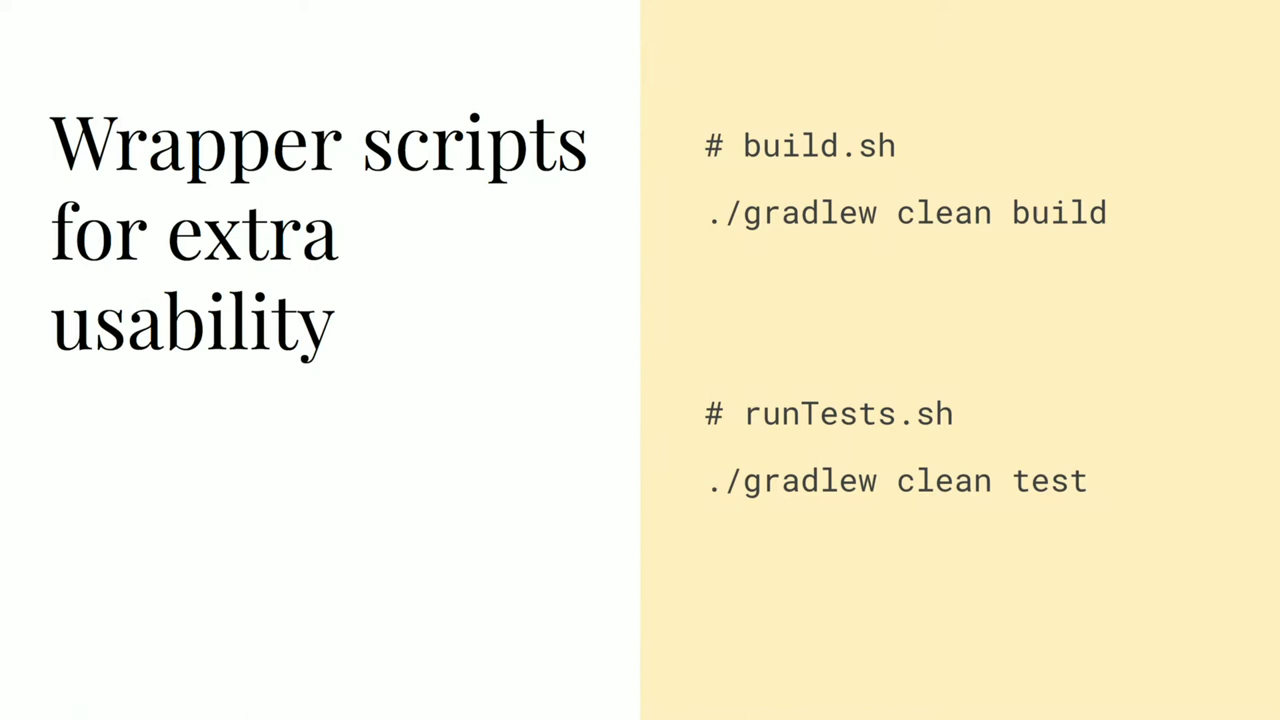 Wrapper scripts
for extra
usability
# build.sh
./gradlew clean build
# runTests.sh
./gradlew clean test